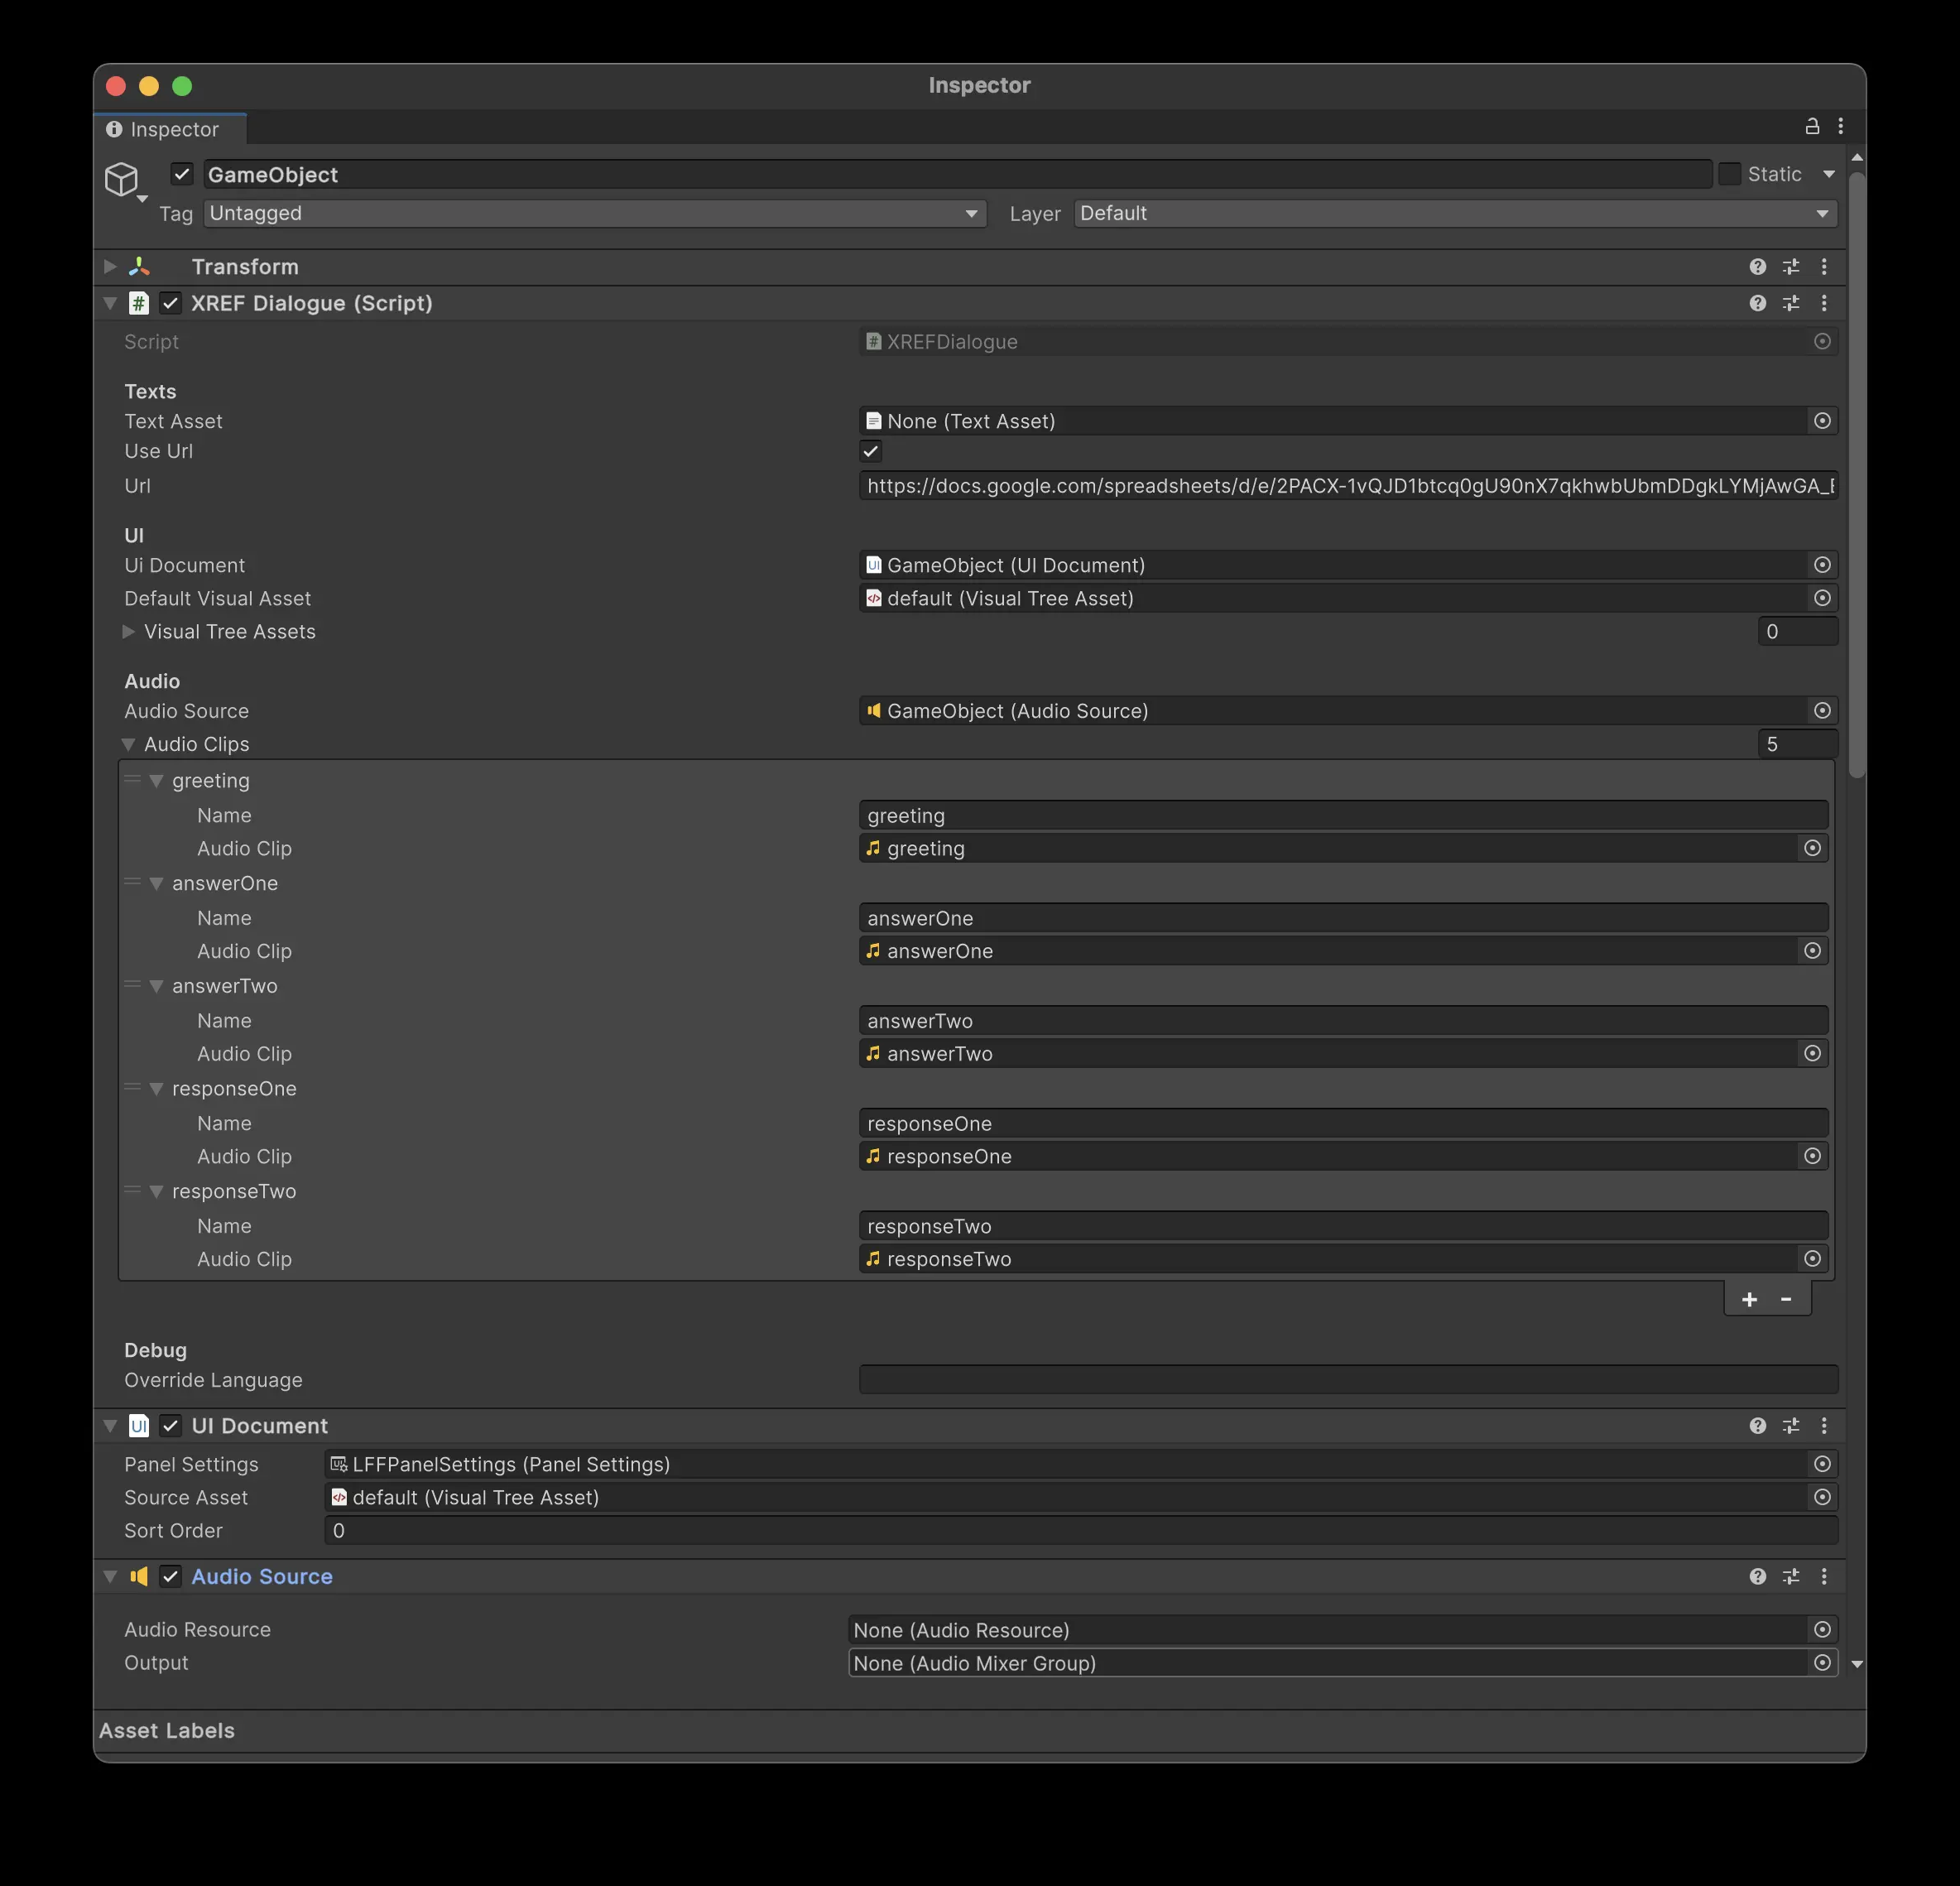 Inspector
Inspector
GameObject
Static
Tag Untagged Layer Default
Transform
XREF Dialogue (Script)
Script XREFDialogue
Texts
Text Asset None (Text Asset)
Use Url
Url https://docs.google.com/spreadsheets/d/e/2PACX-1vQJD1btcq0gU90nX7qkhwbUbmDDgkLYMjAwGA_E
UI
Ui Document GameObject (UI Document)
Default Visual Asset default (Visual Tree Asset)
Visual Tree Assets 0
Audio
Audio Source GameObject (Audio Source)
Audio Clips 5
greeting
Name greeting
Audio Clip greeting
answerOne
Name answerOne
Audio Clip answerOne
answerTwo
Name answerTwo
Audio Clip answerTwo
responseOne
Name responseOne
Audio Clip responseOne
responseTwo
Name responseTwo
Audio Clip responseTwo
+ -
Debug
Override Language
UI Document
Panel Settings LFFPanelSettings (Panel Settings)
Source Asset default (Visual Tree Asset)
Sort Order 0
Audio Source
Audio Resource None (Audio Resource)
Output None (Audio Mixer Group)
Asset Labels